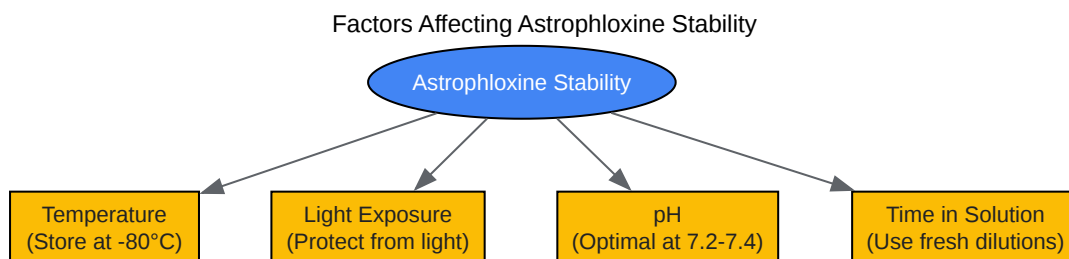 Factors Affecting Astrophloxine Stability
Astrophloxine Stability
Temperature
(Store at -80°C)
Light Exposure
(Protect from light)
pH
(Optimal at 7.2-7.4)
Time in Solution
(Use fresh dilutions)